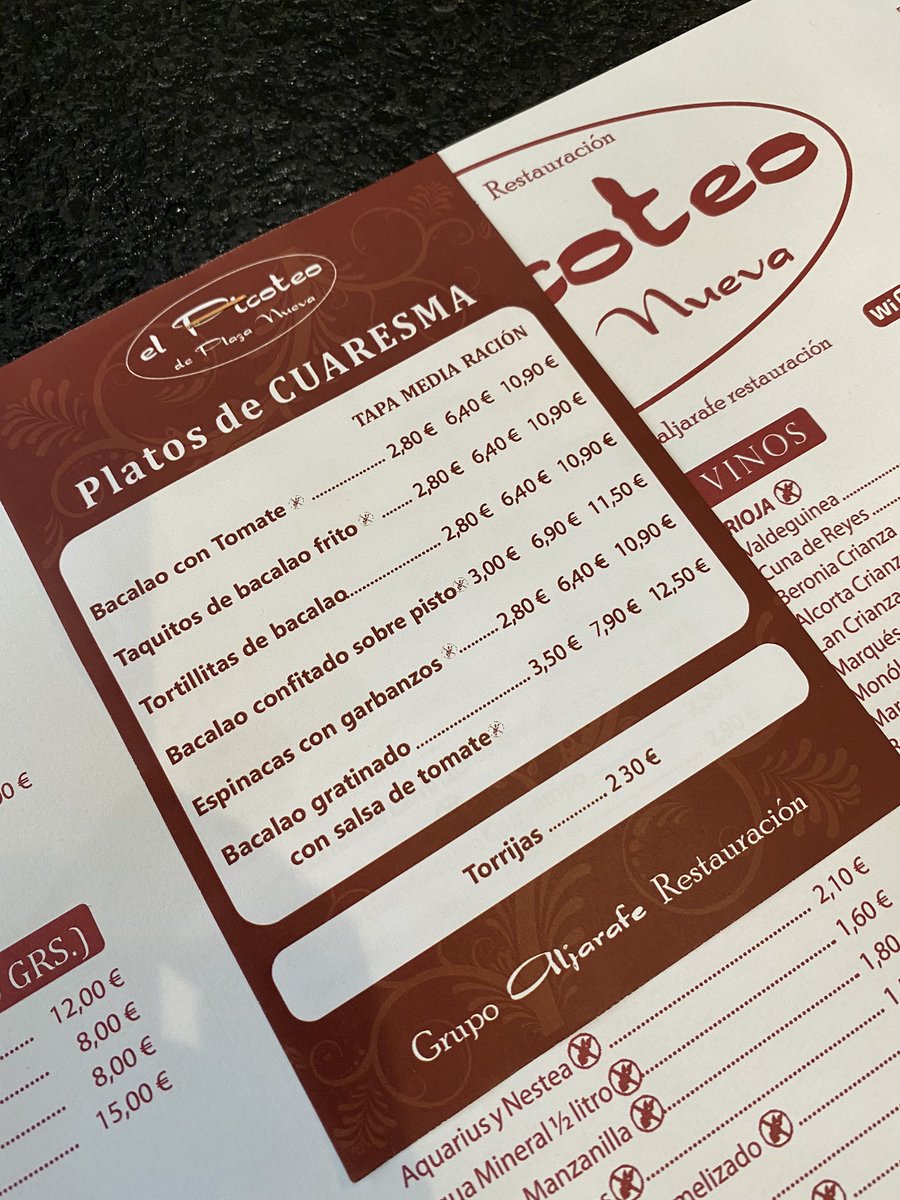 el Picoteo
de Plaza Nueva
Platos de CUARESMA
TAPA MEDIA RACIÓN
Bacalao con Tomate .............. 2,80 € 6,40 € 10,90 €
Taquitos de bacalao frito ...... 2,80 € 6,40 € 10,90 €
Tortillitas de bacalao.............. 2,80 € 6,40 € 10,90 €
Bacalao confitado sobre pisto 3,00 € 6,90 € 11,50 €
Espinacas con garbanzos ........ 2,80 € 6,40 € 10,90 €
Bacalao gratinado .................. 3,50 € 7,90 € 12,50 €
con salsa de tomate
Torrijas ............ 2 30 €
Grupo Aljarafe Restauración
Restauración
Nueva
aljarafe restauración
VINOS
RIOJA
Valdeguinea
Cuna de Reyes
Beronia Crianza
Alcorta Crianz
Lan Crianza
Marqués
GRS.)
12,00 €
8,00 €
8,00 €
15,00 €
Aquarius y Nestea .............. 2,10 €
Mineral ½ litro .............. 1,60 €
Manzanilla .............. 1,80